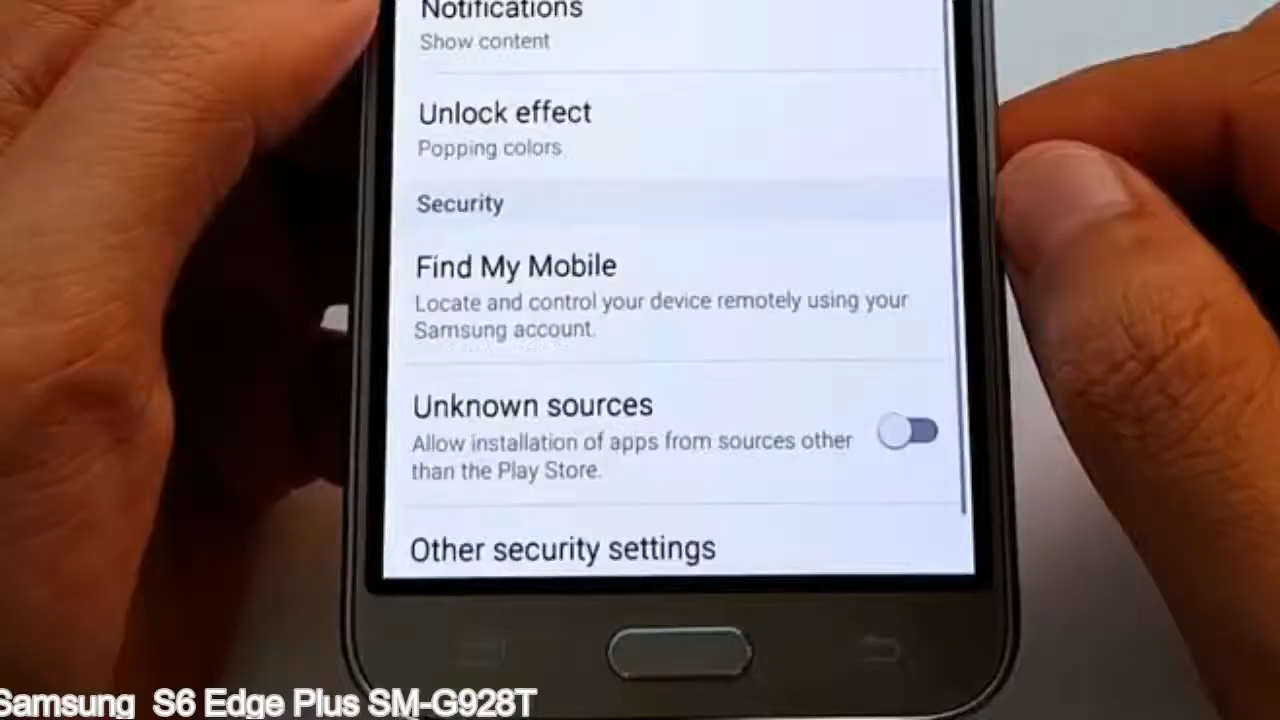 Notifications
Show content
Unlock effect
Popping colors
Security
Find My Mobile
Locate and control your device remotely using your
Samsung account.
Unknown sources
Allow installation of apps from sources other
than the Play Store.
Other security settings
Samsung S6 Edge Plus SM-G928T